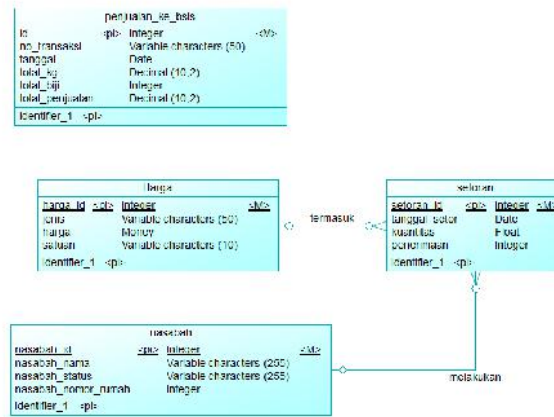 penjualan_ke_bsis
id <pi> Integer <M>
no_transaksi Variable characters (50)
tanggal Date
total_kg Decimal (10,2)
total_biji Integer
total_penjualan Decimal (10,2)
Identifier_1 <pi>
Harga
harga_id <pi> Integer <M>
jenis Variable characters (50)
harga Money
satuan Variable characters (10)
Identifier_1 <pi>
termasuk
setoran
setoran_id <pi> Integer <M>
tanggal_setor Date
kuantitas Float
penerimaan Integer
Identifier_1 <pi>
nasabah
nasabah_id <pi> Integer <M>
nasabah_nama Variable characters (255)
nasabah_status Variable characters (255)
nasabah_nomor_rumah Integer
Identifier_1 <pi>
melakukan